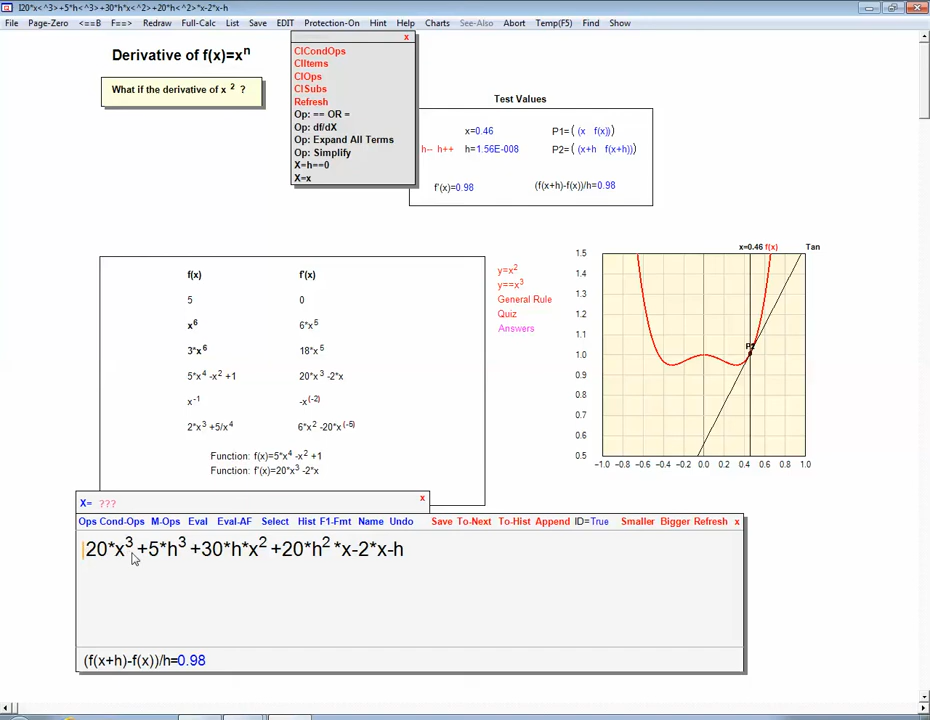 I20*x<^3>+5*h<^3>+30*h*x<^2>+20*h<^2>*x-2*x-h
File Page-Zero <==B F==> Redraw Full-Calc List Save EDIT Protection-On Hint Help Charts See-Also Abort Temp(F5) Find Show
Derivative of f(x)=xⁿ
What if the derivative of x ² ?
x
ClCondOps
ClItems
ClOps
ClSubs
Refresh
Op: == OR =
Op: df/dX
Op: Expand All Terms
Op: Simplify
X=h==0
X=x
Test Values
x=0.46 P1=( (x f(x))
h-- h++ h=1.56E-008 P2=( (x+h f(x+h))
f'(x)=0.98 (f(x+h)-f(x))/h=0.98
f(x) f'(x)
5 0
x⁶ 6*x⁵
3*x⁶ 18*x⁵
5*x⁴ -x² +1 20*x³ -2*x
x⁻¹ -x⁽⁻²⁾
2*x³ +5/x⁴ 6*x² -20*x⁽⁻⁵⁾
Function: f(x)=5*x⁴ -x² +1
Function: f'(x)=20*x³ -2*x
y=x²
y==x³
General Rule
Quiz
Answers
x=0.46 f(x) Tan
1.5
1.4
1.3
1.2
1.1
1.0
0.9
0.8
0.7
0.6
0.5
P2
-1.0 -0.8 -0.6 -0.4 -0.2 0.0 0.2 0.4 0.6 0.8 1.0
X= ??? x
Ops Cond-Ops M-Ops Eval Eval-AF Select Hist F1-Fmt Name Undo Save To-Next To-Hist Append ID=True Smaller Bigger Refresh x
20*x³+5*h³+30*h*x²+20*h²*x-2*x-h
(f(x+h)-f(x))/h=0.98